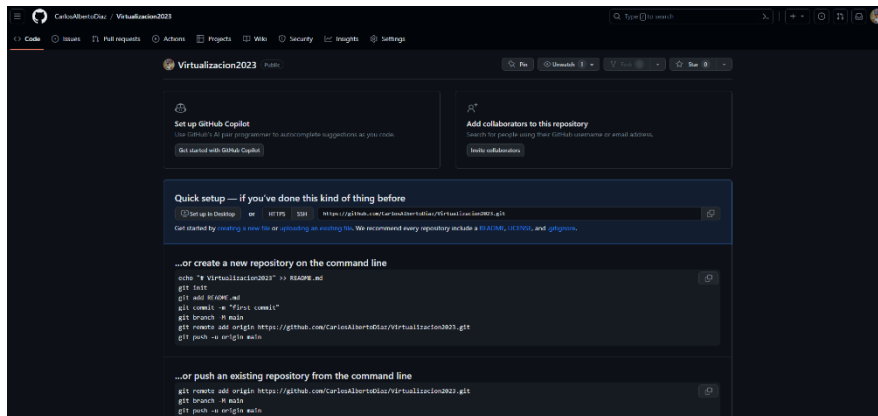 CarlosAlbertoDiaz / Virtualizacion2023
Type / to search
Code Issues Pull requests Actions Projects Wiki Security Insights Settings
Virtualizacion2023 Public
Pin Unwatch 1 Fork 0 Star 0
Set up GitHub Copilot
Use GitHub's AI pair programmer to autocomplete suggestions as you code.
Get started with GitHub Copilot
Add collaborators to this repository
Search for people using their GitHub username or email address.
Invite collaborators
Quick setup — if you've done this kind of thing before
Set up in Desktop or HTTPS SSH https://github.com/CarlosAlbertoDiaz/Virtualizacion2023.git
Get started by creating a new file or uploading an existing file. We recommend every repository include a README, LICENSE, and .gitignore.
...or create a new repository on the command line
echo "# Virtualizacion2023" >> README.md
git init
git add README.md
git commit -m "first commit"
git branch -M main
git remote add origin https://github.com/CarlosAlbertoDiaz/Virtualizacion2023.git
git push -u origin main
...or push an existing repository from the command line
git remote add origin https://github.com/CarlosAlbertoDiaz/Virtualizacion2023.git
git branch -M main
git push -u origin main